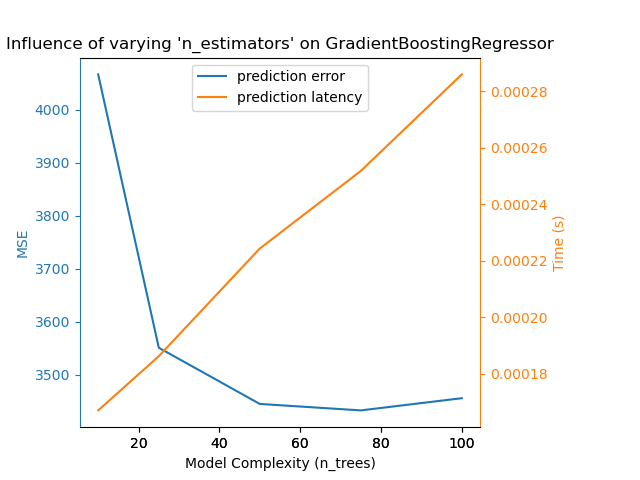 Influence of varying 'n_estimators' on GradientBoostingRegressor
prediction error
prediction latency
4000
3900
3800
3700
3600
3500
MSE
0.00028
0.00026
0.00024
0.00022
0.00020
0.00018
Time (s)
20 40 60 80 100
Model Complexity (n_trees)